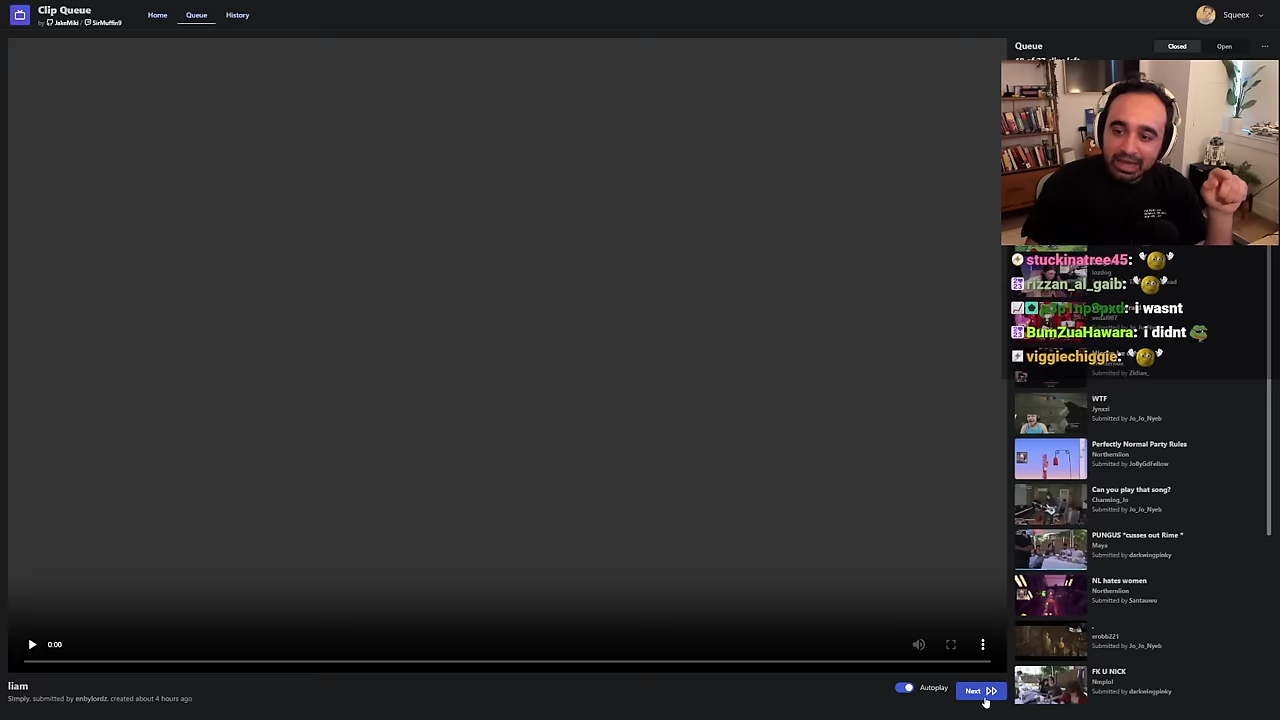 Clip Queue
by JakeMiki / SirMuffin9
Home
Queue
History
Squeex
Queue
Closed
Open
stuckinatree45:
rizzan_al_gaib:
i wasnt
BumZuaHawara: i didnt
viggiechiggie:
Submitted by Zidian_
WTF
Jynxzi
Submitted by Jo_Jo_Nyeb
Perfectly Normal Party Rules
Northernlion
Submitted by JollyGdFellow
Can you play that song?
Charming_Jo
Submitted by Jo_Jo_Nyeb
PUNGUS *cusses out Rime *
Maya
Submitted by darkwingpinky
NL hates women
Northernlion
Submitted by Santauwu
.
erobb221
Submitted by Jo_Jo_Nyeb
FK U NICK
Nmplol
Submitted by darkwingpinky
0:00
liam
Simply, submitted by enbylordz, created about 4 hours ago
Autoplay
Next